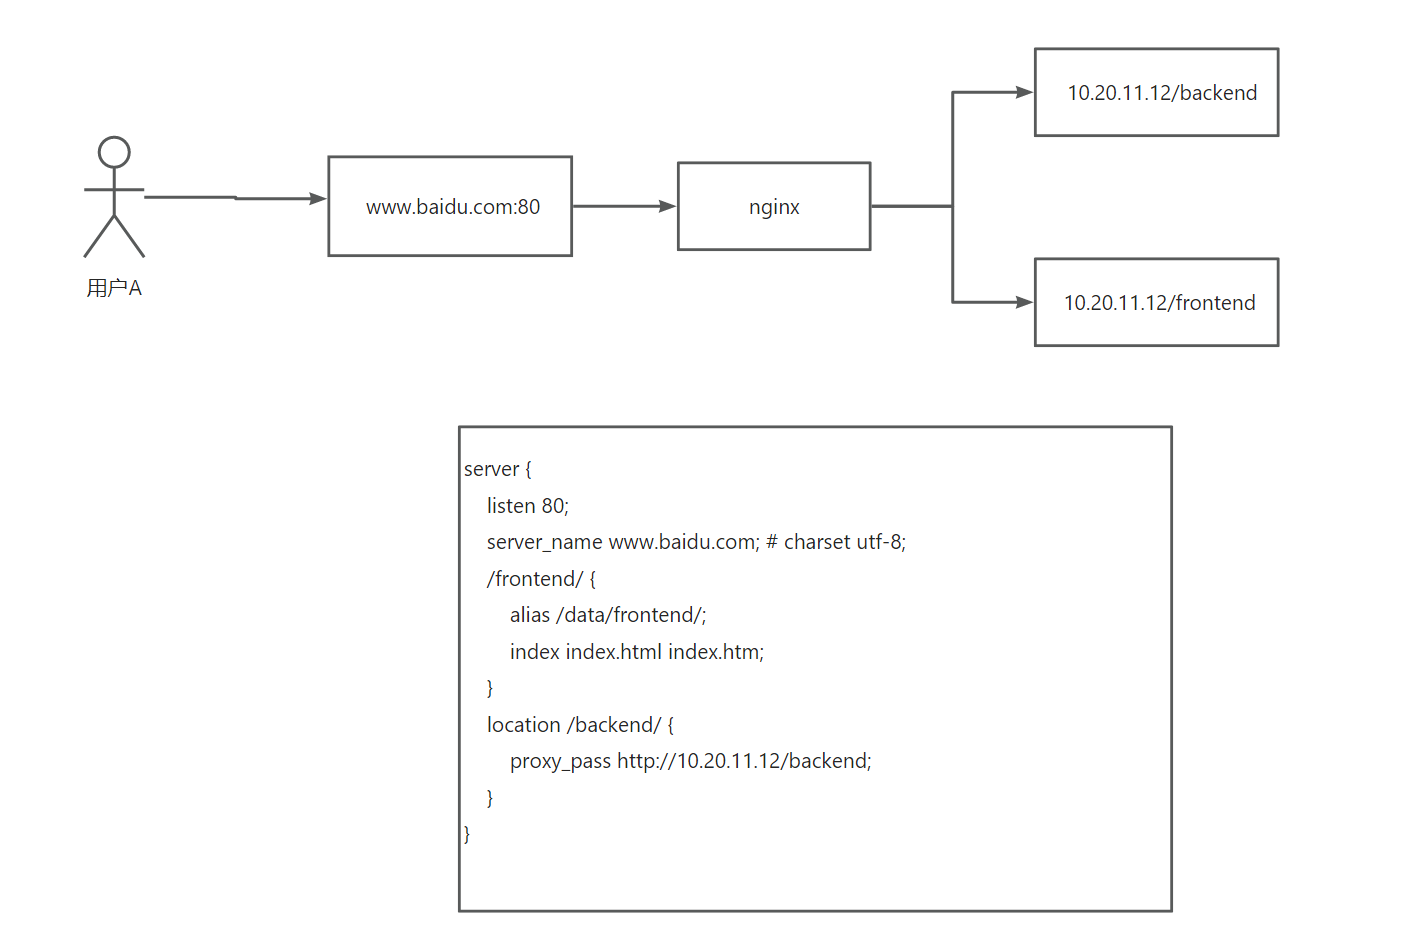 10.20.11.12/backend
www.baidu.com:80
nginx
用户A
10.20.11.12/frontend
server {
listen 80;
server_name www.baidu.com; # charset utf-8;
/frontend/ {
alias /data/frontend/;
index index.html index.htm;
}
location /backend/ {
proxy_pass http://10.20.11.12/backend;
}
}